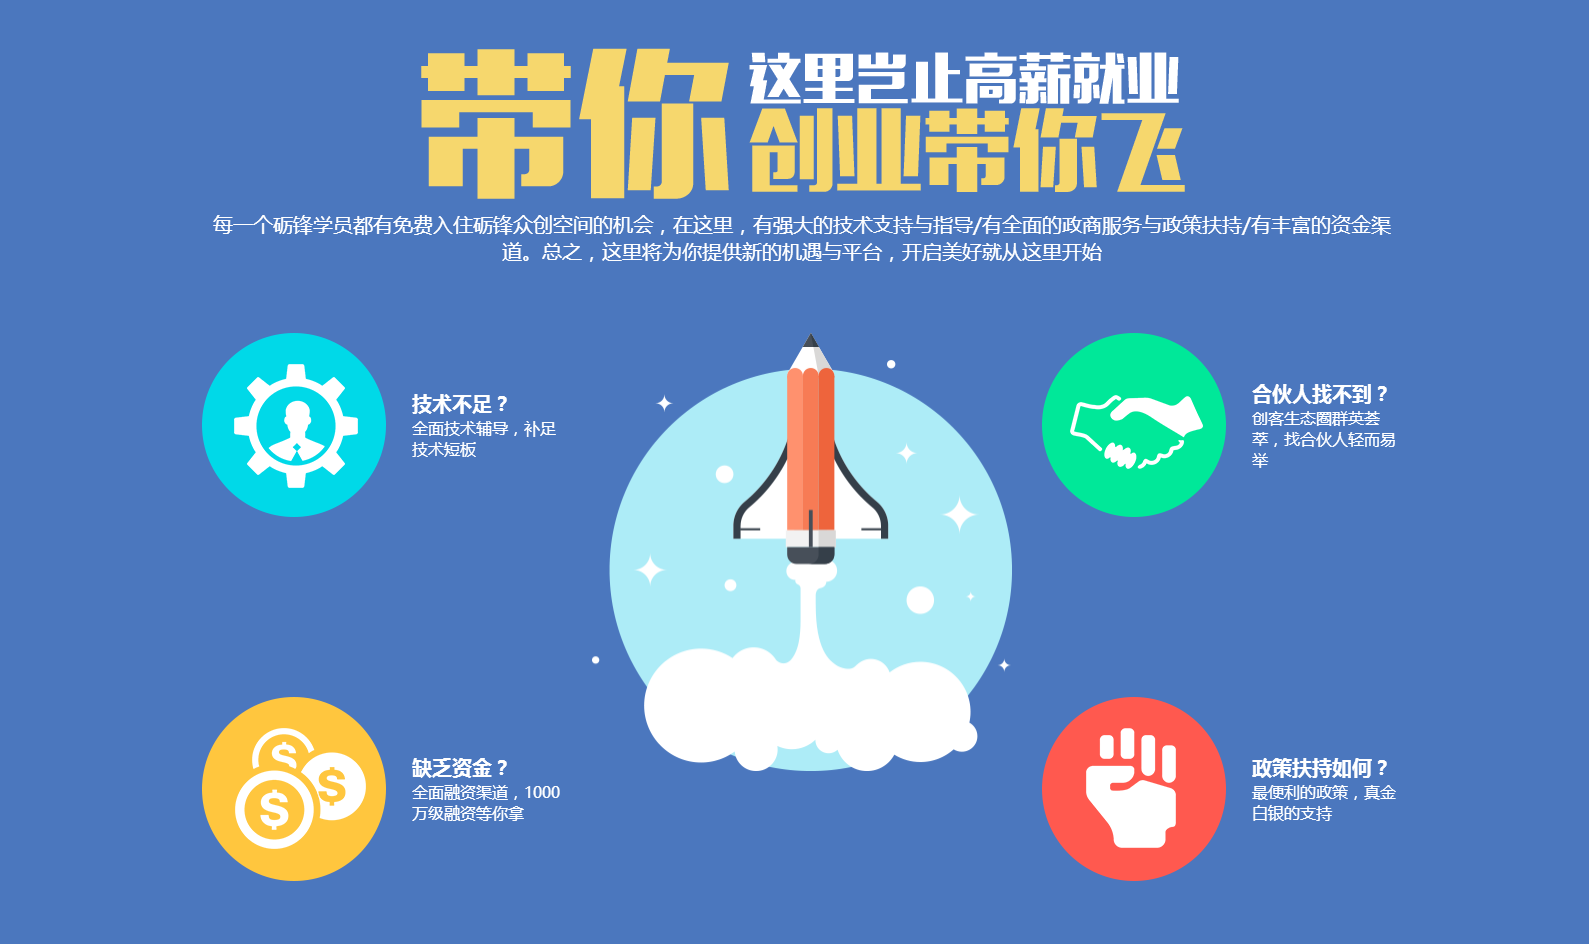 带你
这里岂止高薪就业
创业带你飞
每一个砺锋学员都有免费入住砺锋众创空间的机会，在这里，有强大的技术支持与指导/有全面的政商服务与政策扶持/有丰富的资金渠
道。总之，这里将为你提供新的机遇与平台，开启美好就从这里开始
技术不足？
全面技术辅导，补足
技术短板
合伙人找不到？
创客生态圈群英荟
萃，找合伙人轻而易
举
缺乏资金？
全面融资渠道，1000
万级融资等你拿
政策扶持如何？
最便利的政策，真金
白银的支持